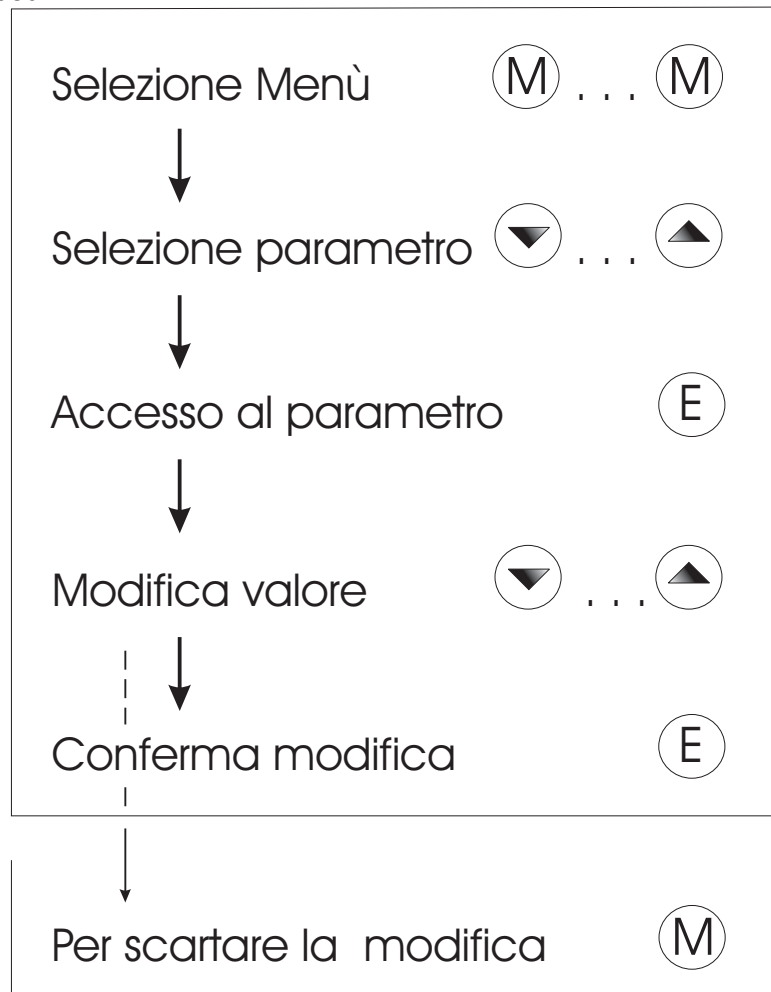 Selezione Menù M . . . M
Selezione parametro . . .
Accesso al parametro E
Modifica valore . . .
Conferma modifica E
Per scartare la modifica M